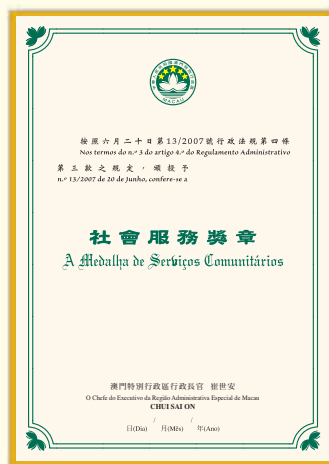 MACAU
按照六月二十日第13/2007號行政法規第四條
Nos termos do n.º 3 do artigo 4.º do Regulamento Administrativo
第三款之規定，頒授予
n.º 13/2007 de 20 de Junho, confere-se a
社會服務獎章
A Medalha de Serviços Comunitários
澳門特別行政區行政長官 崔世安
O Chefe do Executivo da Região Administrativa Especial de Macau
CHUI SAI ON
/ /
日(Dia) 月(Mês) 年(Ano)